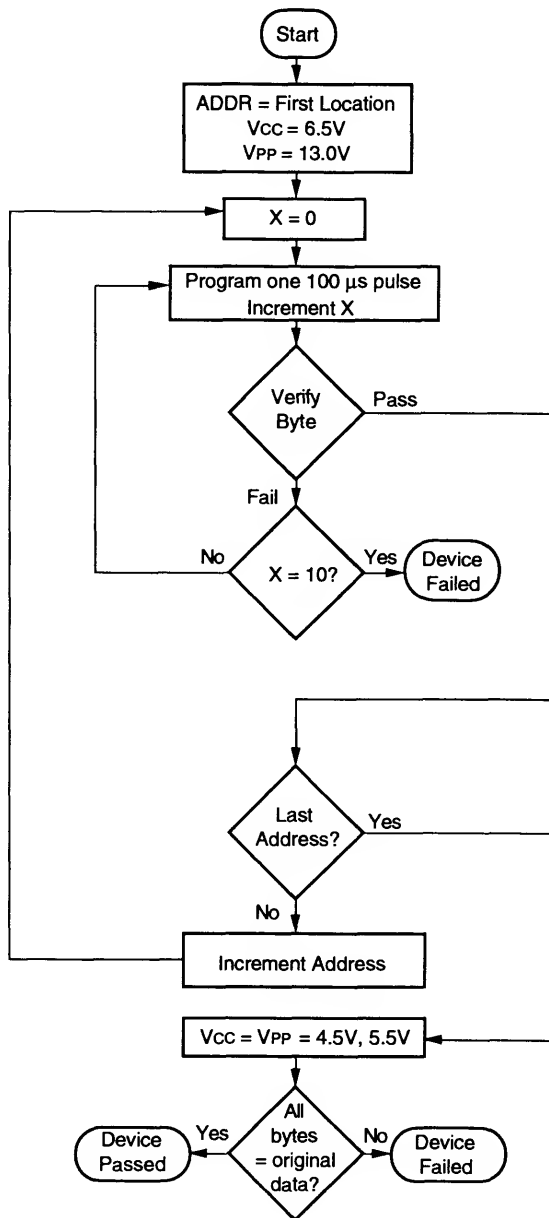 Start
ADDR = First Location
VCC = 6.5V
VPP = 13.0V
X = 0
Program one 100 µs pulse
Increment X
Verify
Byte
Pass
Fail
No
X = 10?
Yes
Device
Failed
Last
Address?
Yes
No
Increment Address
VCC = VPP = 4.5V, 5.5V
Device
Passed
Yes
All
bytes
= original
data?
No
Device
Failed